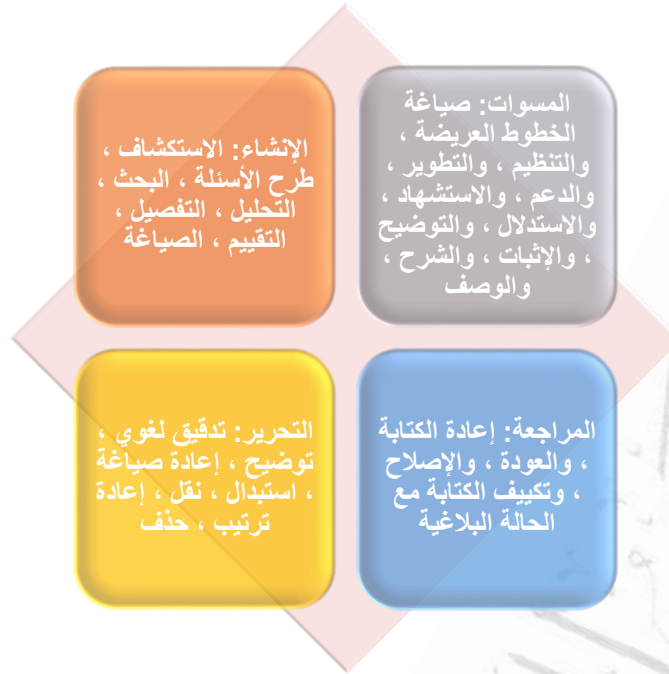 المسوات: صياغة
الخطوط العريضة ،
والتنظيم ، والتطوير ،
والدعم ، والاستشهاد ،
والاستدلال ، والتوضيح
، والإثبات ، والشرح ،
والوصف
الإنشاء: الاستكشاف ،
طرح الأسئلة ، البحث ،
التحليل ، التفصيل ،
التقييم ، الصياغة
المراجعة: إعادة الكتابة
، والعودة ، والإصلاح
، وتكييف الكتابة مع
الحالة البلاغية
التحرير: تدقيق لغوي ،
توضيح ، إعادة صياغة
، استبدال ، نقل ، إعادة
ترتيب ، حذف